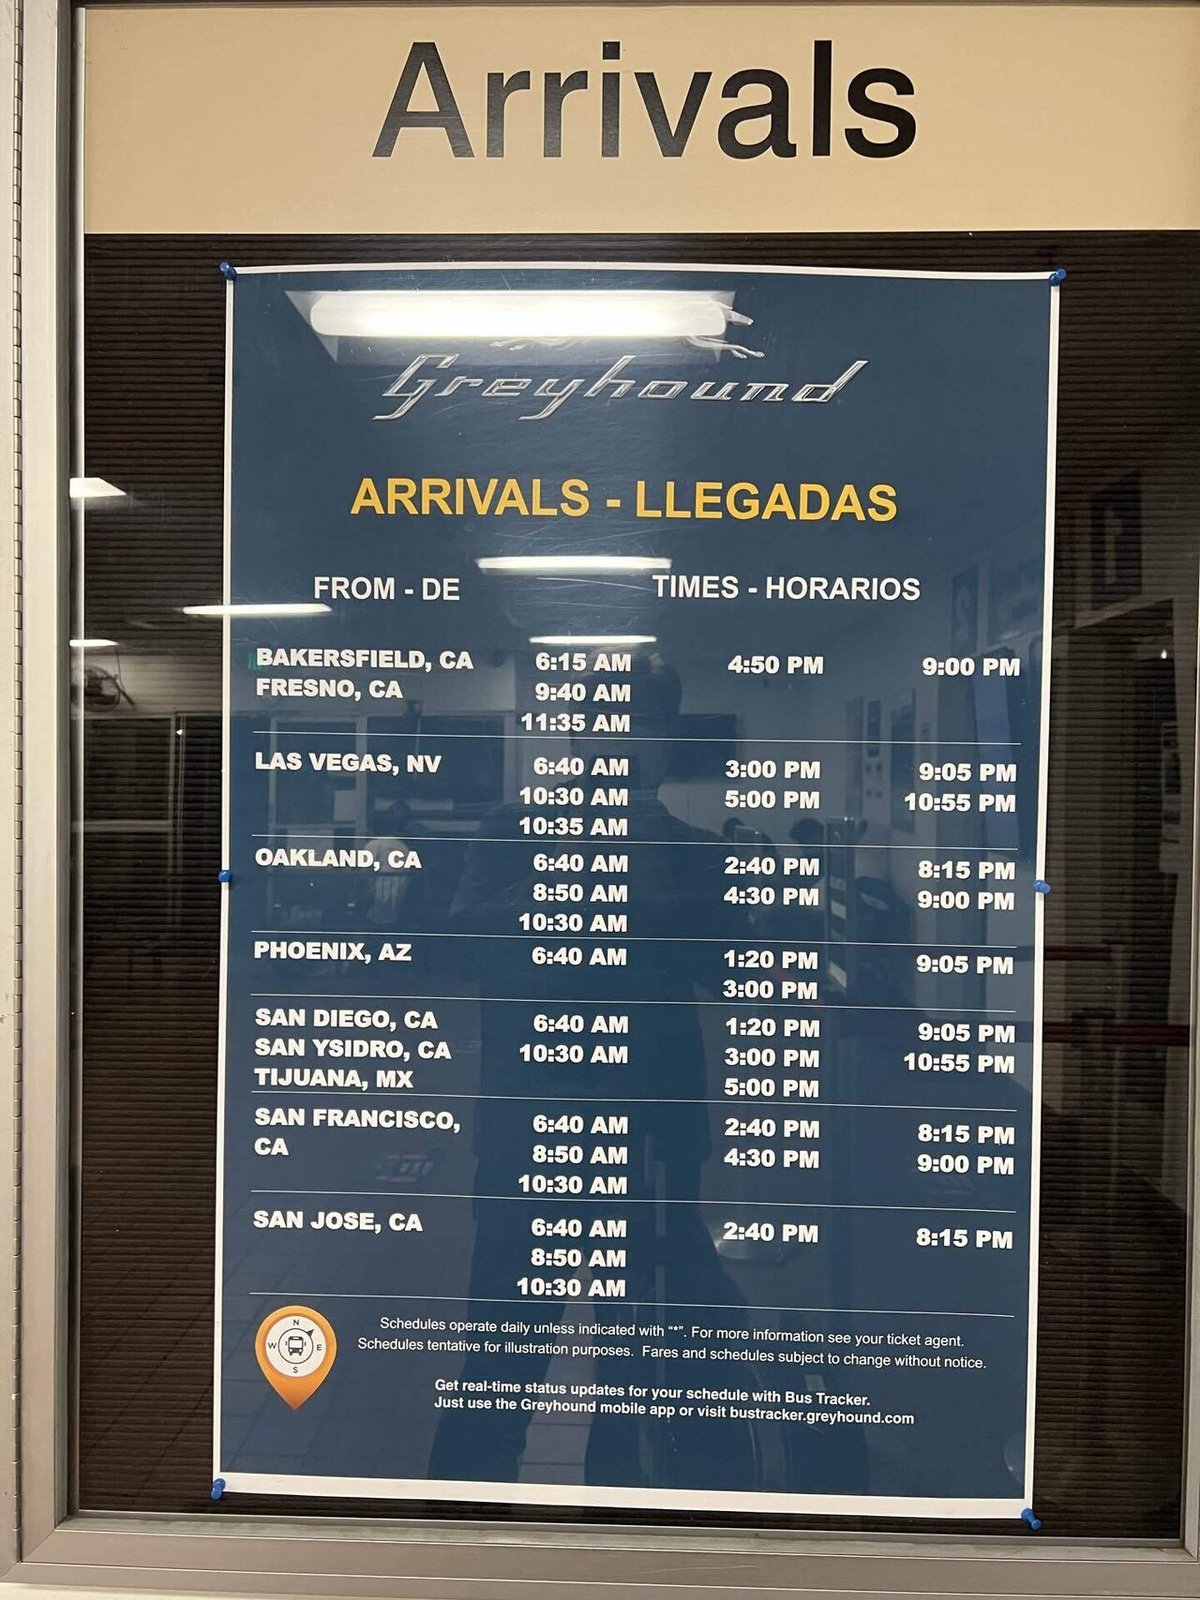 Arrivals
Greyhound
ARRIVALS - LLEGADAS
FROM - DE TIMES - HORARIOS
BAKERSFIELD, CA 6:15 AM 4:50 PM 9:00 PM
FRESNO, CA 9:40 AM
11:35 AM
LAS VEGAS, NV 6:40 AM 3:00 PM 9:05 PM
10:30 AM 5:00 PM 10:55 PM
10:35 AM
OAKLAND, CA 6:40 AM 2:40 PM 8:15 PM
8:50 AM 4:30 PM 9:00 PM
10:30 AM
PHOENIX, AZ 6:40 AM 1:20 PM 9:05 PM
3:00 PM
SAN DIEGO, CA 6:40 AM 1:20 PM 9:05 PM
SAN YSIDRO, CA 10:30 AM 3:00 PM 10:55 PM
TIJUANA, MX 5:00 PM
SAN FRANCISCO, 6:40 AM 2:40 PM 8:15 PM
CA 8:50 AM 4:30 PM 9:00 PM
10:30 AM
SAN JOSE, CA 6:40 AM 2:40 PM 8:15 PM
8:50 AM
10:30 AM
N
W E
S
Schedules operate daily unless indicated with "*". For more information see your ticket agent.
Schedules tentative for illustration purposes. Fares and schedules subject to change without notice.
Get real-time status updates for your schedule with Bus Tracker.
Just use the Greyhound mobile app or visit bustracker.greyhound.com